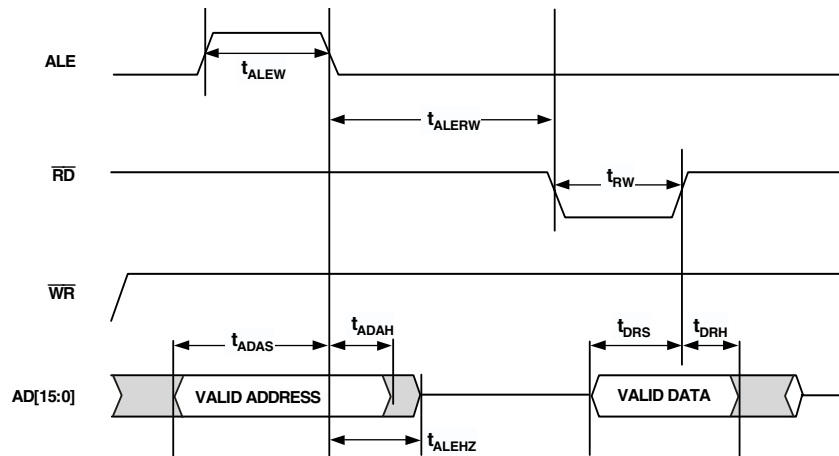 ALE
tALEW
tALERW
RD
tRW
WR
tADAS
tADAH
tDRS
tDRH
AD[15:0]
VALID ADDRESS
VALID DATA
tALEHZ